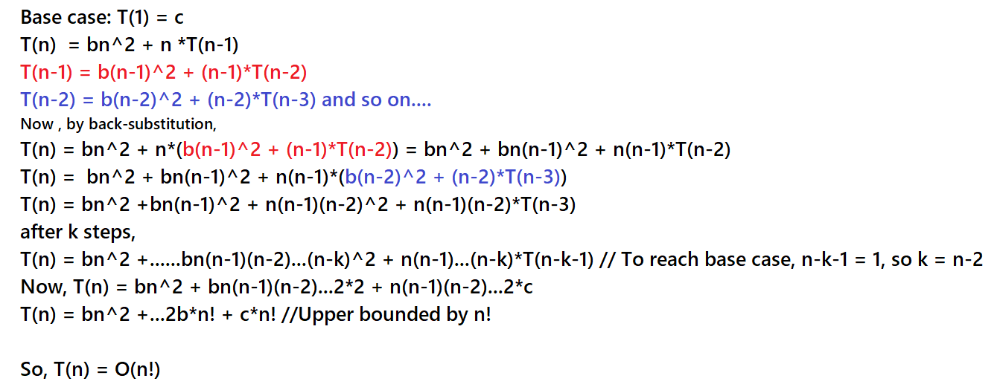 Base case: T(1) = c
T(n) = bn^2 + n *T(n-1)
T(n-1) = b(n-1)^2 + (n-1)*T(n-2)
T(n-2) = b(n-2)^2 + (n-2)*T(n-3) and so on....
Now , by back-substitution,
T(n) = bn^2 + n*(b(n-1)^2 + (n-1)*T(n-2)) = bn^2 + bn(n-1)^2 + n(n-1)*T(n-2)
T(n) = bn^2 + bn(n-1)^2 + n(n-1)*(b(n-2)^2 + (n-2)*T(n-3))
T(n) = bn^2 +bn(n-1)^2 + n(n-1)(n-2)^2 + n(n-1)(n-2)*T(n-3)
after k steps,
T(n) = bn^2 +......bn(n-1)(n-2)...(n-k)^2 + n(n-1)...(n-k)*T(n-k-1) // To reach base case, n-k-1 = 1, so k = n-2
Now, T(n) = bn^2 + bn(n-1)(n-2)...2*2 + n(n-1)(n-2)...2*c
T(n) = bn^2 +...2b*n! + c*n! //Upper bounded by n!
So, T(n) = O(n!)